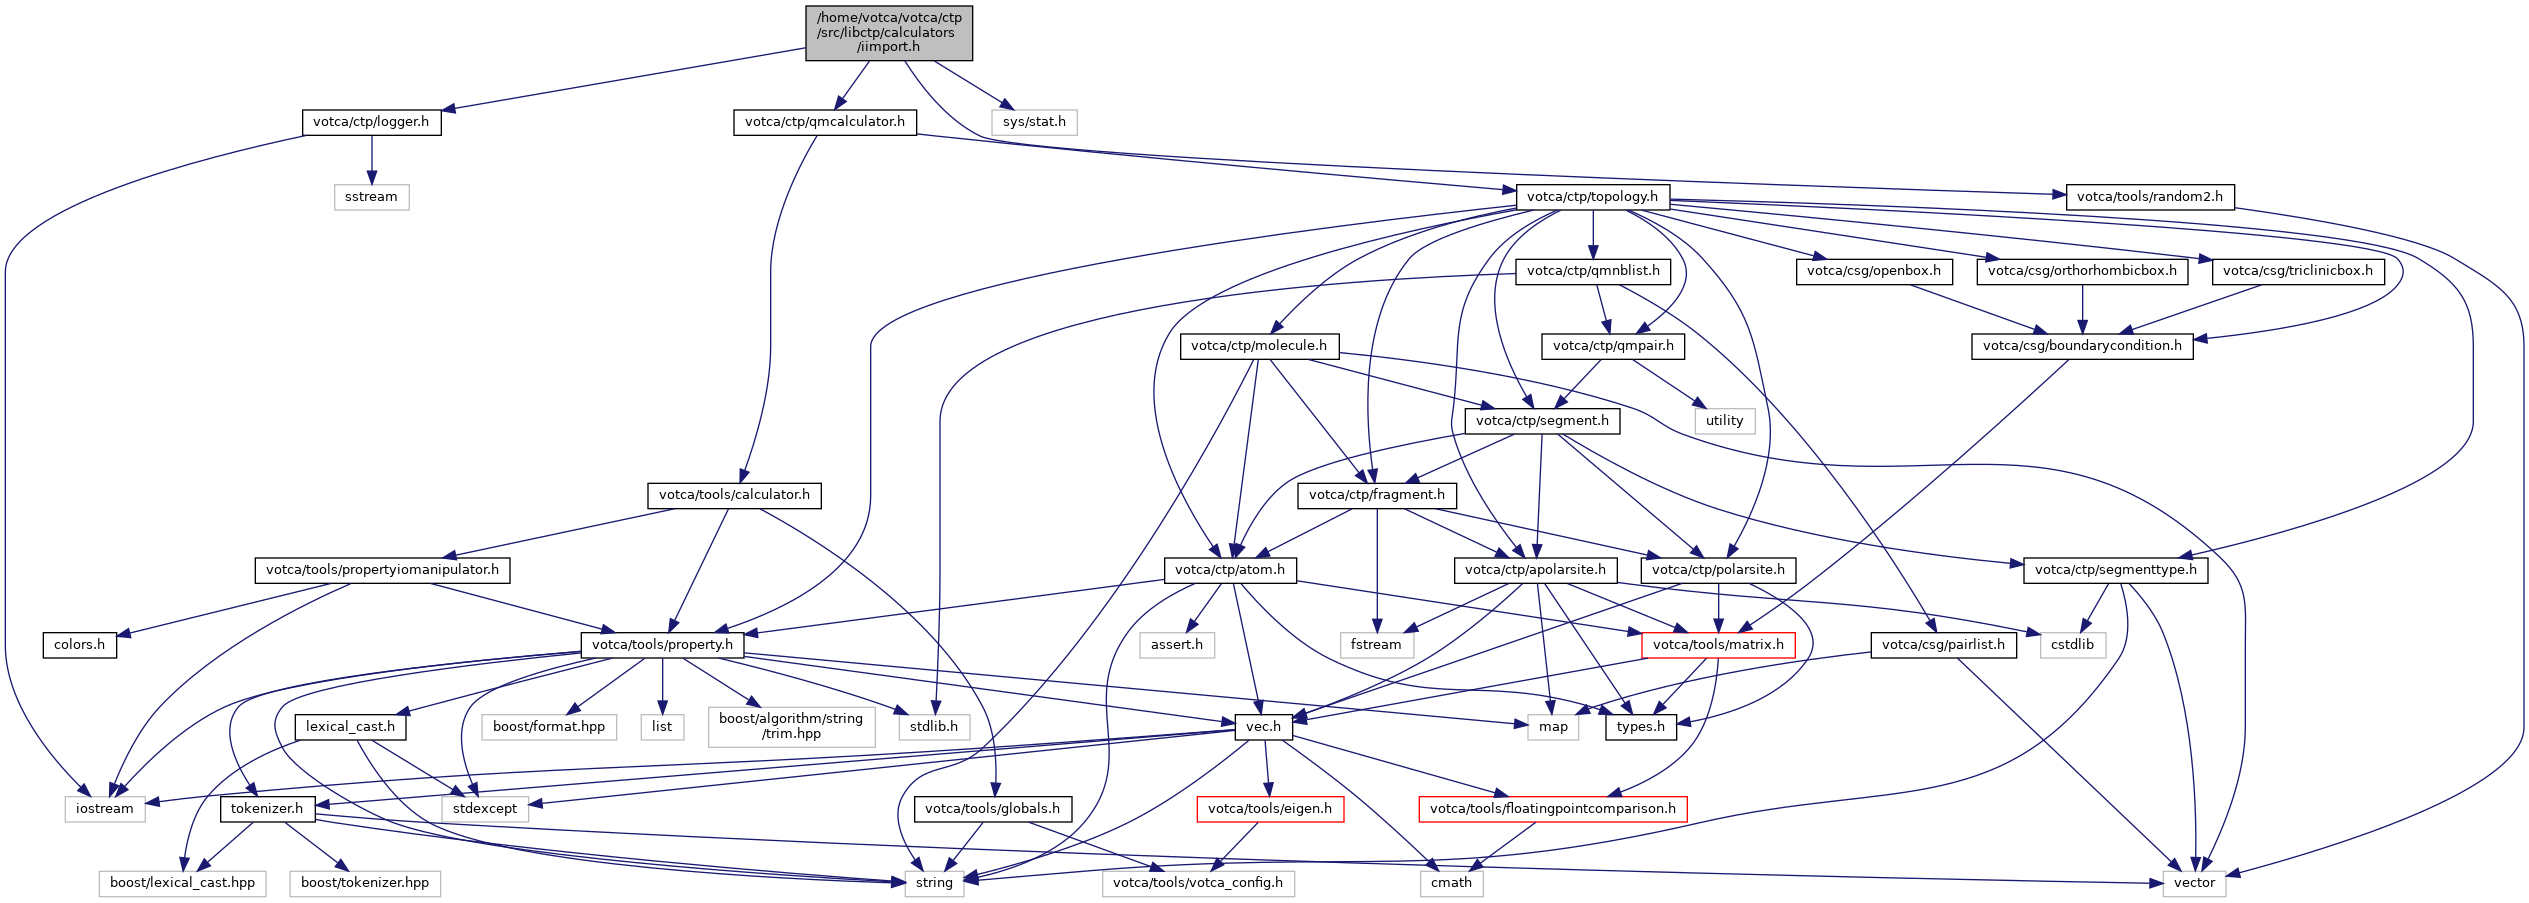 /home/votca/votca/ctp
/src/libctp/calculators
/iimport.h
votca/ctp/logger.h
votca/ctp/qmcalculator.h
sys/stat.h
sstream
votca/ctp/topology.h
votca/tools/random2.h
votca/ctp/qmnblist.h
votca/csg/openbox.h
votca/csg/orthorhombicbox.h
votca/csg/triclinicbox.h
votca/ctp/molecule.h
votca/ctp/qmpair.h
votca/csg/boundarycondition.h
votca/ctp/segment.h
utility
votca/tools/calculator.h
votca/ctp/fragment.h
votca/tools/propertyiomanipulator.h
votca/ctp/atom.h
votca/ctp/apolarsite.h
votca/ctp/polarsite.h
votca/ctp/segmenttype.h
colors.h
votca/tools/property.h
assert.h
fstream
votca/tools/matrix.h
votca/csg/pairlist.h
cstdlib
lexical_cast.h
boost/format.hpp
list
boost/algorithm/string
/trim.hpp
stdlib.h
vec.h
map
types.h
iostream
tokenizer.h
stdexcept
votca/tools/globals.h
votca/tools/eigen.h
votca/tools/floatingpointcomparison.h
boost/lexical_cast.hpp
boost/tokenizer.hpp
string
votca/tools/votca_config.h
cmath
vector